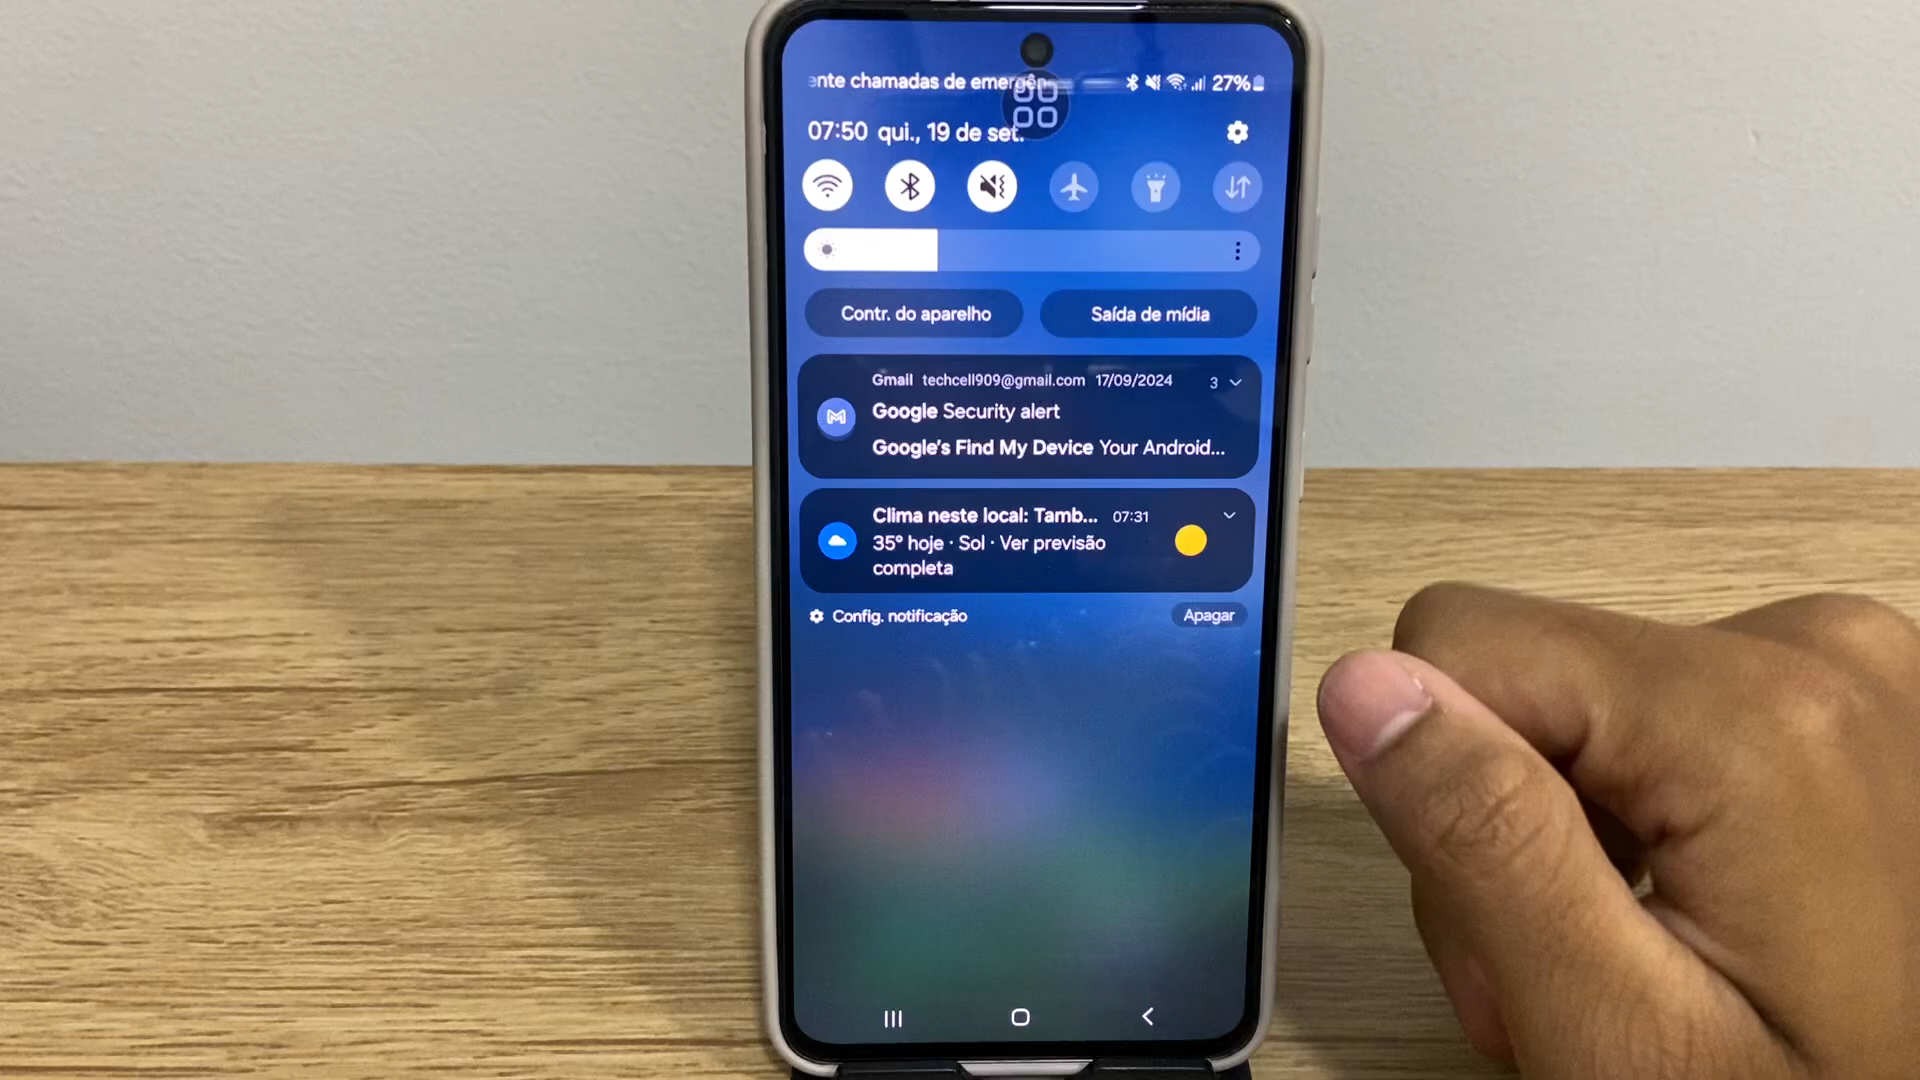 ente chamadas de emergên
27%
07:50 qui., 19 de set.
Contr. do aparelho
Saída de mídia
Gmail techcell909@gmail.com 17/09/2024 3
Google Security alert
Google's Find My Device Your Android...
Clima neste local: Tamb... 07:31
35° hoje · Sol · Ver previsão
completa
Config. notificação
Apagar